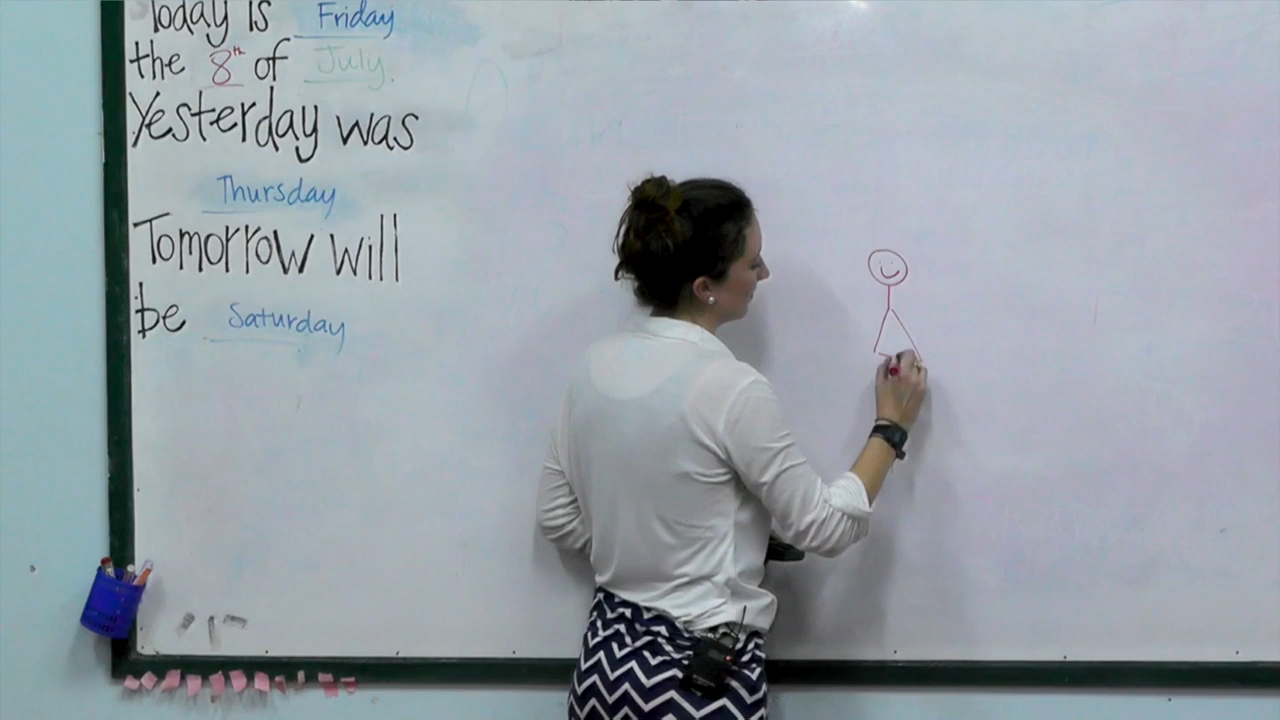 Today is Friday
the 8th of July.
Yesterday was
Thursday
Tomorrow will
be Saturday